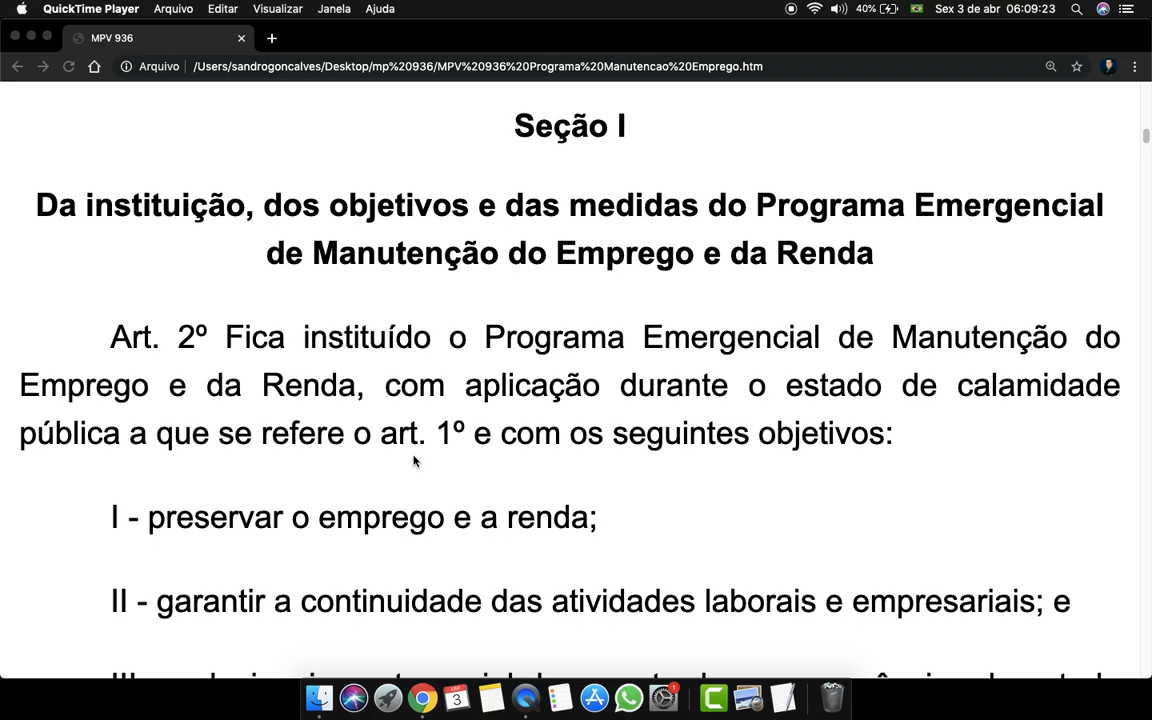 QuickTime Player Arquivo Editar Visualizar Janela Ajuda 40% Sex 3 de abr 06:09:23
MPV 936
Arquivo /Users/sandrogoncalves/Desktop/mp%20936/MPV%20936%20Programa%20Manutencao%20Emprego.htm
Seção I
Da instituição, dos objetivos e das medidas do Programa Emergencial
de Manutenção do Emprego e da Renda
Art. 2º Fica instituído o Programa Emergencial de Manutenção do
Emprego e da Renda, com aplicação durante o estado de calamidade
pública a que se refere o art. 1º e com os seguintes objetivos:
I - preservar o emprego e a renda;
II - garantir a continuidade das atividades laborais e empresariais; e
ABR
3
1